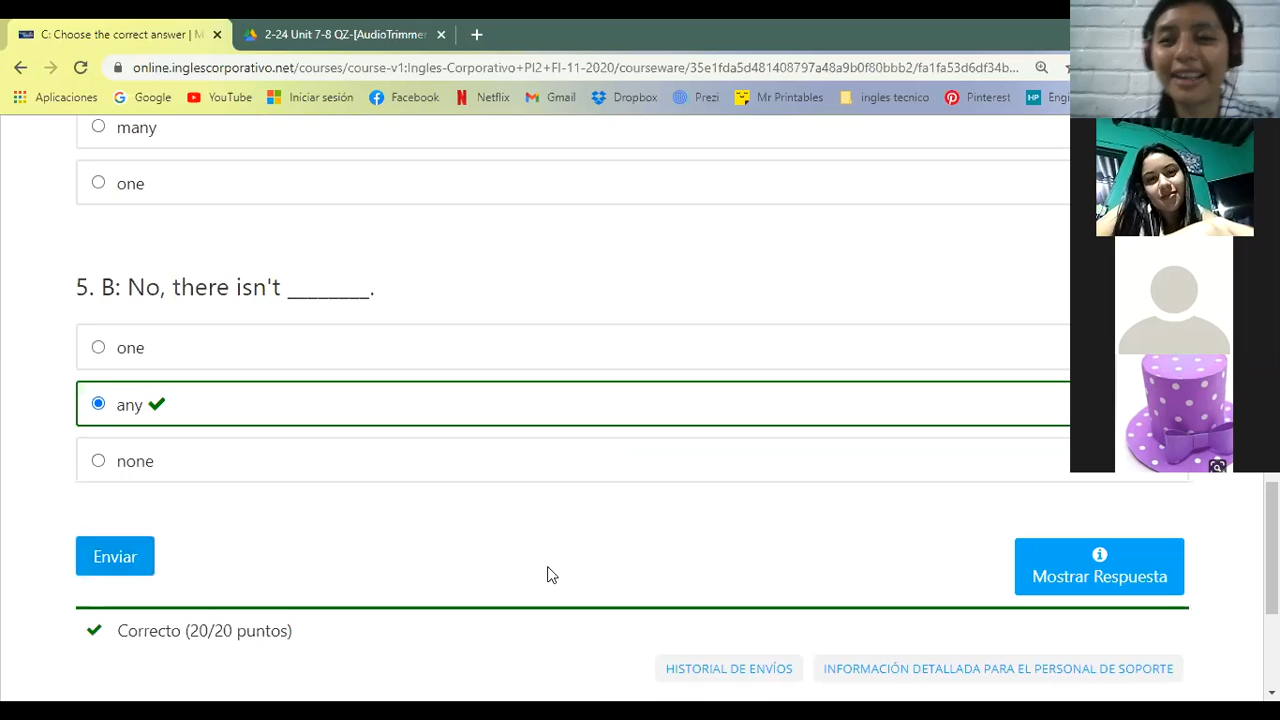 C: Choose the correct answer | M
2-24 Unit 7-8 QZ-[AudioTrimmer
online.inglescorporativo.net/courses/course-v1:Ingles-Corporativo+PI2+FI-11-2020/courseware/35e1fda5d481408797a48a9b0f80bbb2/fa1fa53d6df34b...
Aplicaciones Google YouTube Iniciar sesión Facebook Netflix Gmail Dropbox Prezi Mr Printables ingles tecnico Pinterest Engl
many
one
5. B: No, there isn't ________.
one
any
none
Enviar
Mostrar Respuesta
Correcto (20/20 puntos)
HISTORIAL DE ENVÍOS
INFORMACIÓN DETALLADA PARA EL PERSONAL DE SOPORTE